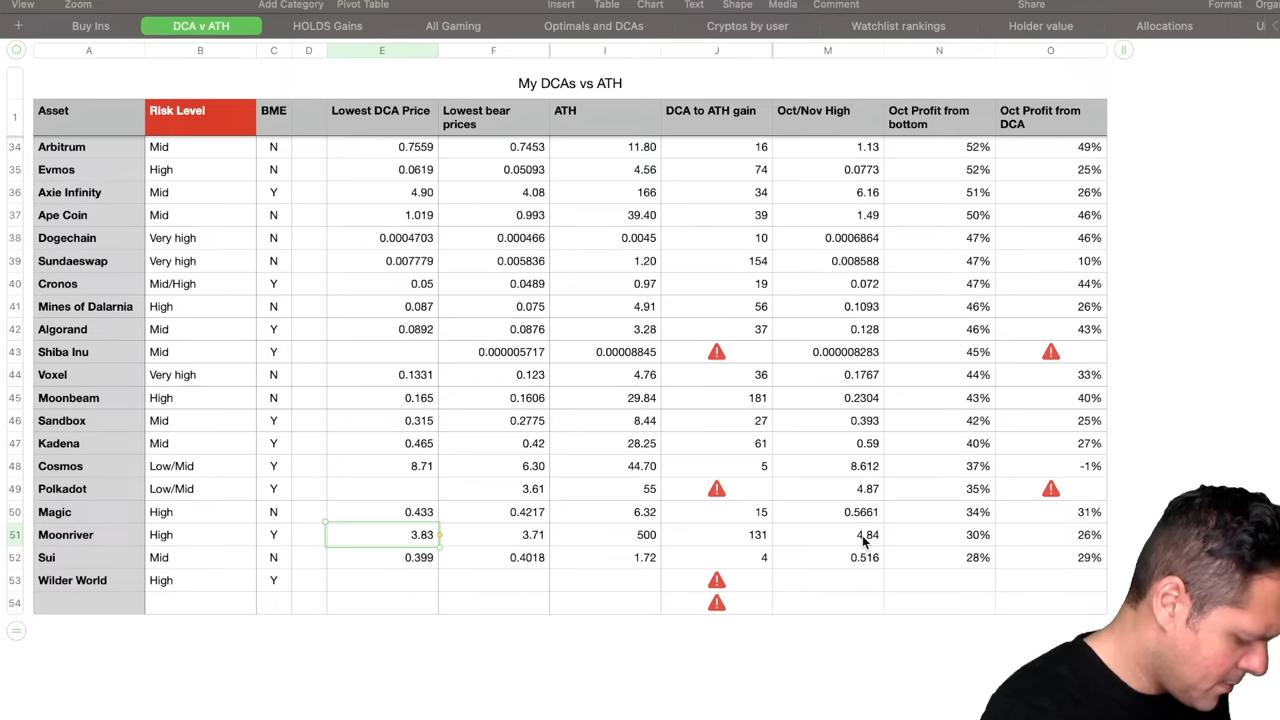 View Zoom Add Category Pivot Table Insert Table Chart Text Shape Media Comment Share Format Orga
+ Buy Ins DCA v ATH HOLDS Gains All Gaming Optimals and DCAs Cryptos by user Watchlist rankings Holder value Allocations U
A B C D E F I J M N O
My DCAs vs ATH
1 Asset Risk Level BME Lowest DCA Price Lowest bear prices ATH DCA to ATH gain Oct/Nov High Oct Profit from bottom Oct Profit from DCA
34 Arbitrum Mid N 0.7559 0.7453 11.80 16 1.13 52% 49%
35 Evmos High N 0.0619 0.05093 4.56 74 0.0773 52% 25%
36 Axie Infinity Mid Y 4.90 4.08 166 34 6.16 51% 26%
37 Ape Coin Mid N 1.019 0.993 39.40 39 1.49 50% 46%
38 Dogechain Very high N 0.0004703 0.000466 0.0045 10 0.0006864 47% 46%
39 Sundaeswap Very high N 0.007779 0.005836 1.20 154 0.008588 47% 10%
40 Cronos Mid/High Y 0.05 0.0489 0.97 19 0.072 47% 44%
41 Mines of Dalarnia High N 0.087 0.075 4.91 56 0.1093 46% 26%
42 Algorand Mid Y 0.0892 0.0876 3.28 37 0.128 46% 43%
43 Shiba Inu Mid Y 0.000005717 0.00008845 0.000008283 45%
44 Voxel Very high N 0.1331 0.123 4.76 36 0.1767 44% 33%
45 Moonbeam High N 0.165 0.1606 29.84 181 0.2304 43% 40%
46 Sandbox Mid Y 0.315 0.2775 8.44 27 0.393 42% 25%
47 Kadena Mid Y 0.465 0.42 28.25 61 0.59 40% 27%
48 Cosmos Low/Mid Y 8.71 6.30 44.70 5 8.612 37% -1%
49 Polkadot Low/Mid Y 3.61 55 4.87 35%
50 Magic High N 0.433 0.4217 6.32 15 0.5661 34% 31%
51 Moonriver High Y 3.83 3.71 500 131 4.84 30% 26%
52 Sui Mid N 0.399 0.4018 1.72 4 0.516 28% 29%
53 Wilder World High Y
54